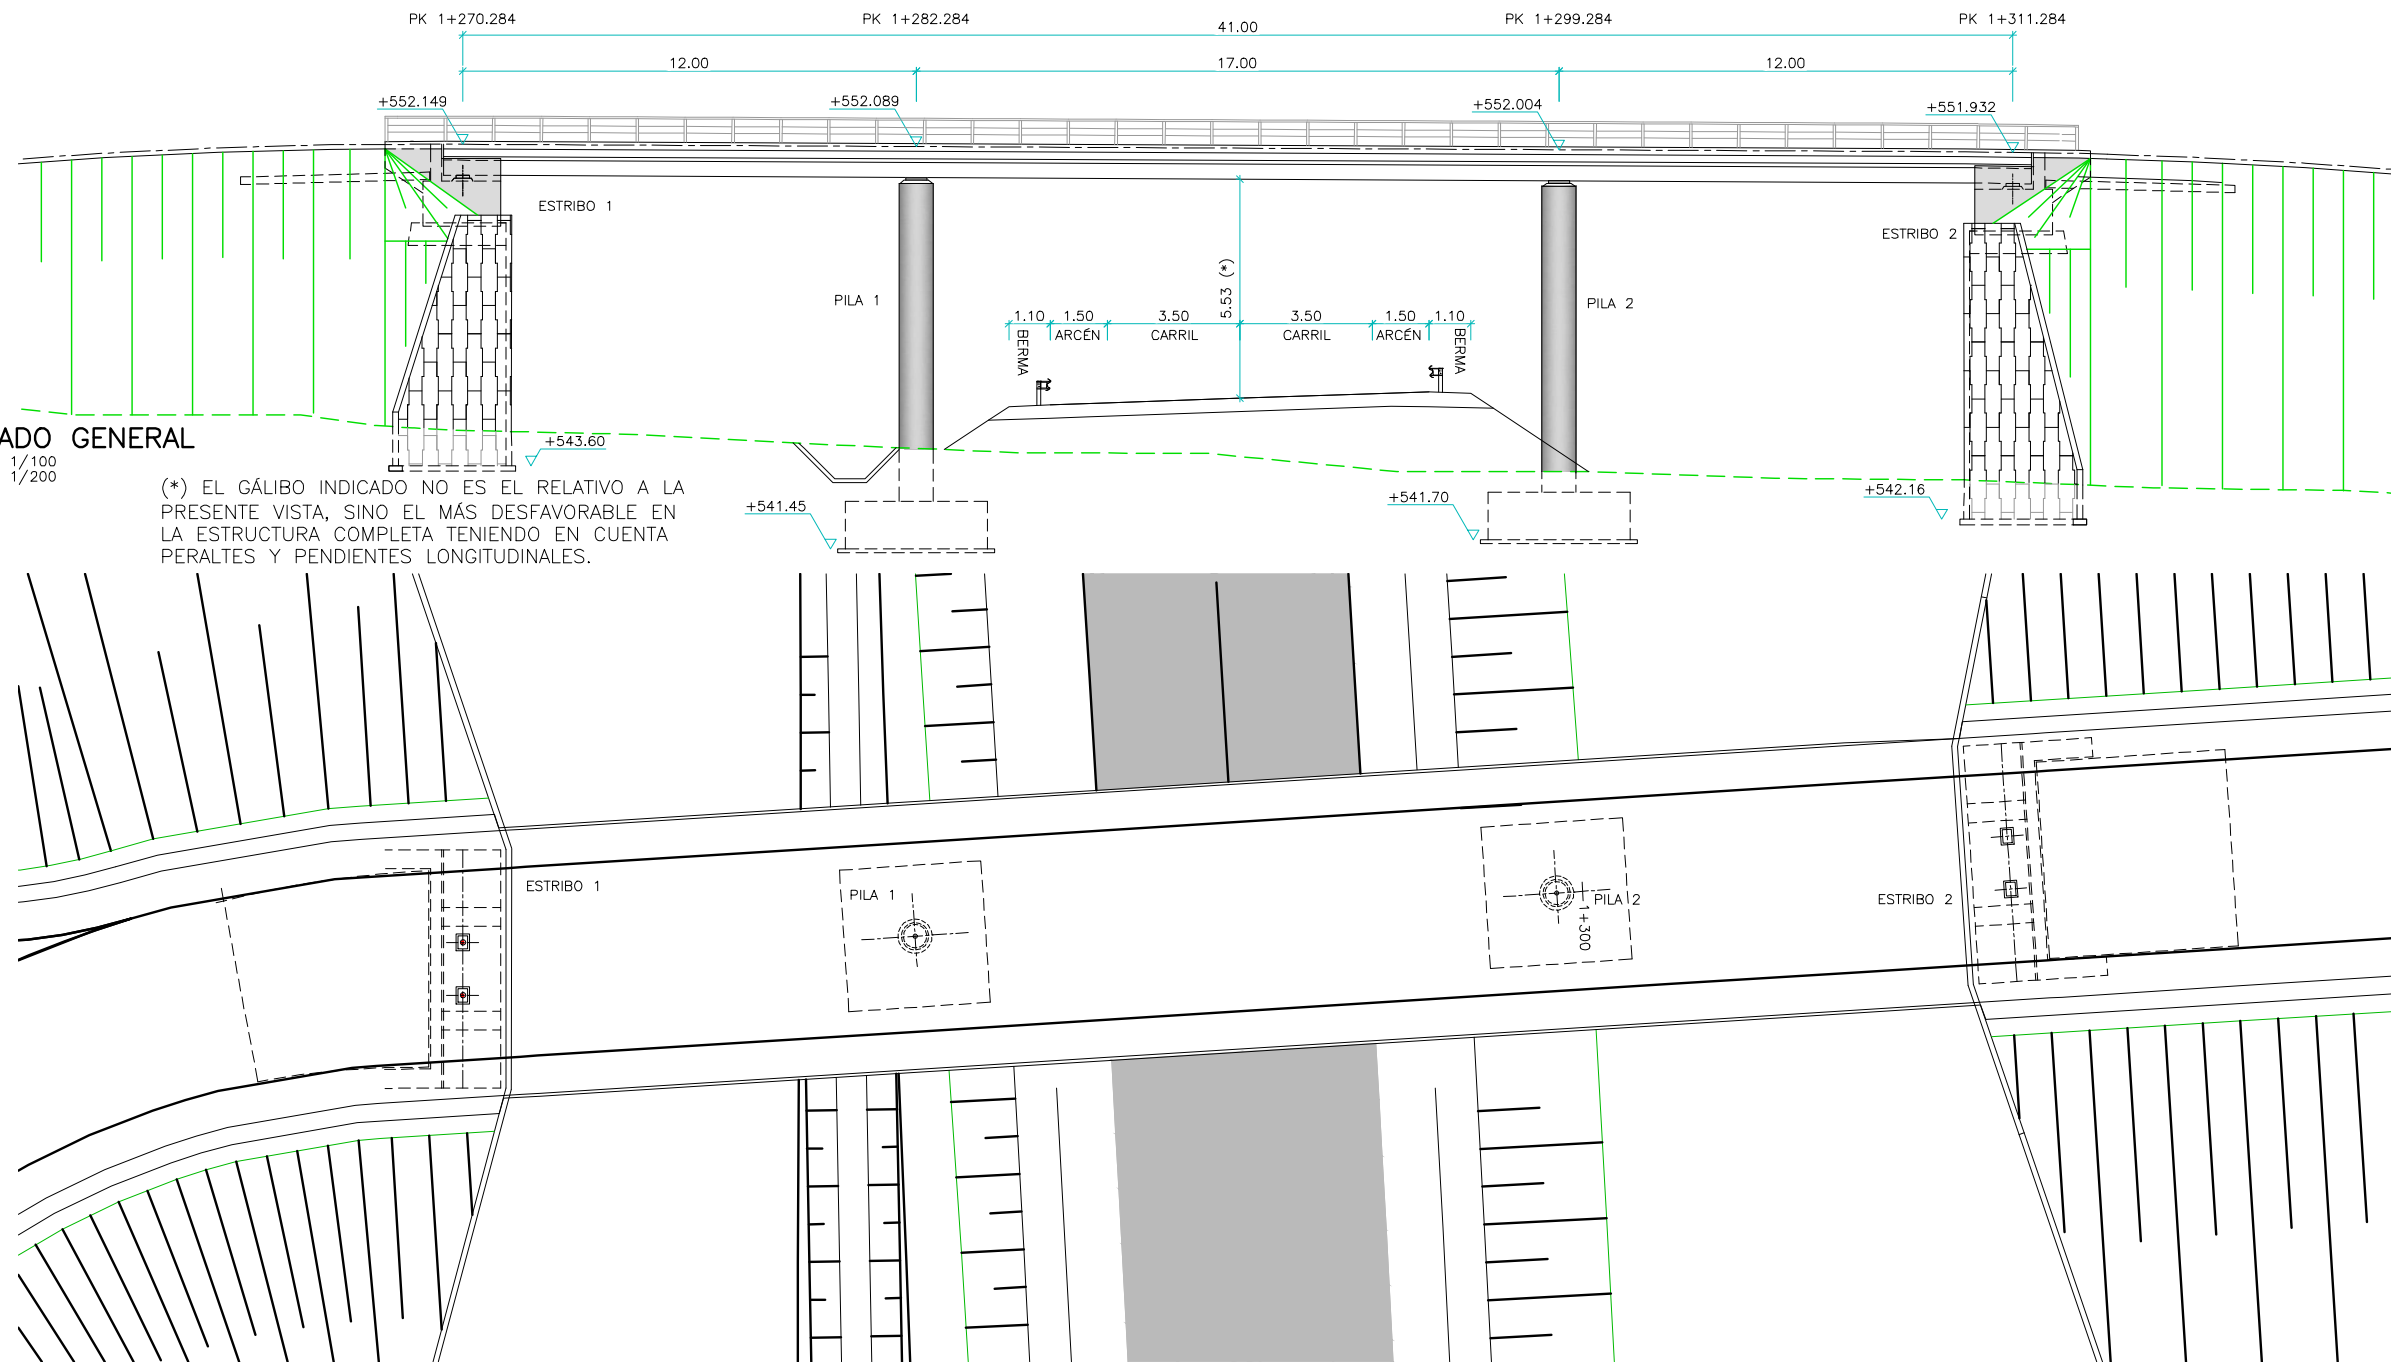 PK 1+270.284
PK 1+282.284
PK 1+299.284
PK 1+311.284
41.00
12.00
17.00
12.00
+552.149
+552.089
+552.004
+551.932
ESTRIBO 1
ESTRIBO 2
PILA 1
PILA 2
5.53 (*)
1.10
1.50
3.50
3.50
1.50
1.10
BERMA
ARCÉN
CARRIL
CARRIL
ARCÉN
BERMA
ADO GENERAL
1/100
1/200
+543.60
+541.45
+541.70
+542.16
(*) EL GÁLIBO INDICADO NO ES EL RELATIVO A LA
PRESENTE VISTA, SINO EL MÁS DESFAVORABLE EN
LA ESTRUCTURA COMPLETA TENIENDO EN CUENTA
PERALTES Y PENDIENTES LONGITUDINALES.
ESTRIBO 1
PILA 1
PILA 2
1+300
ESTRIBO 2